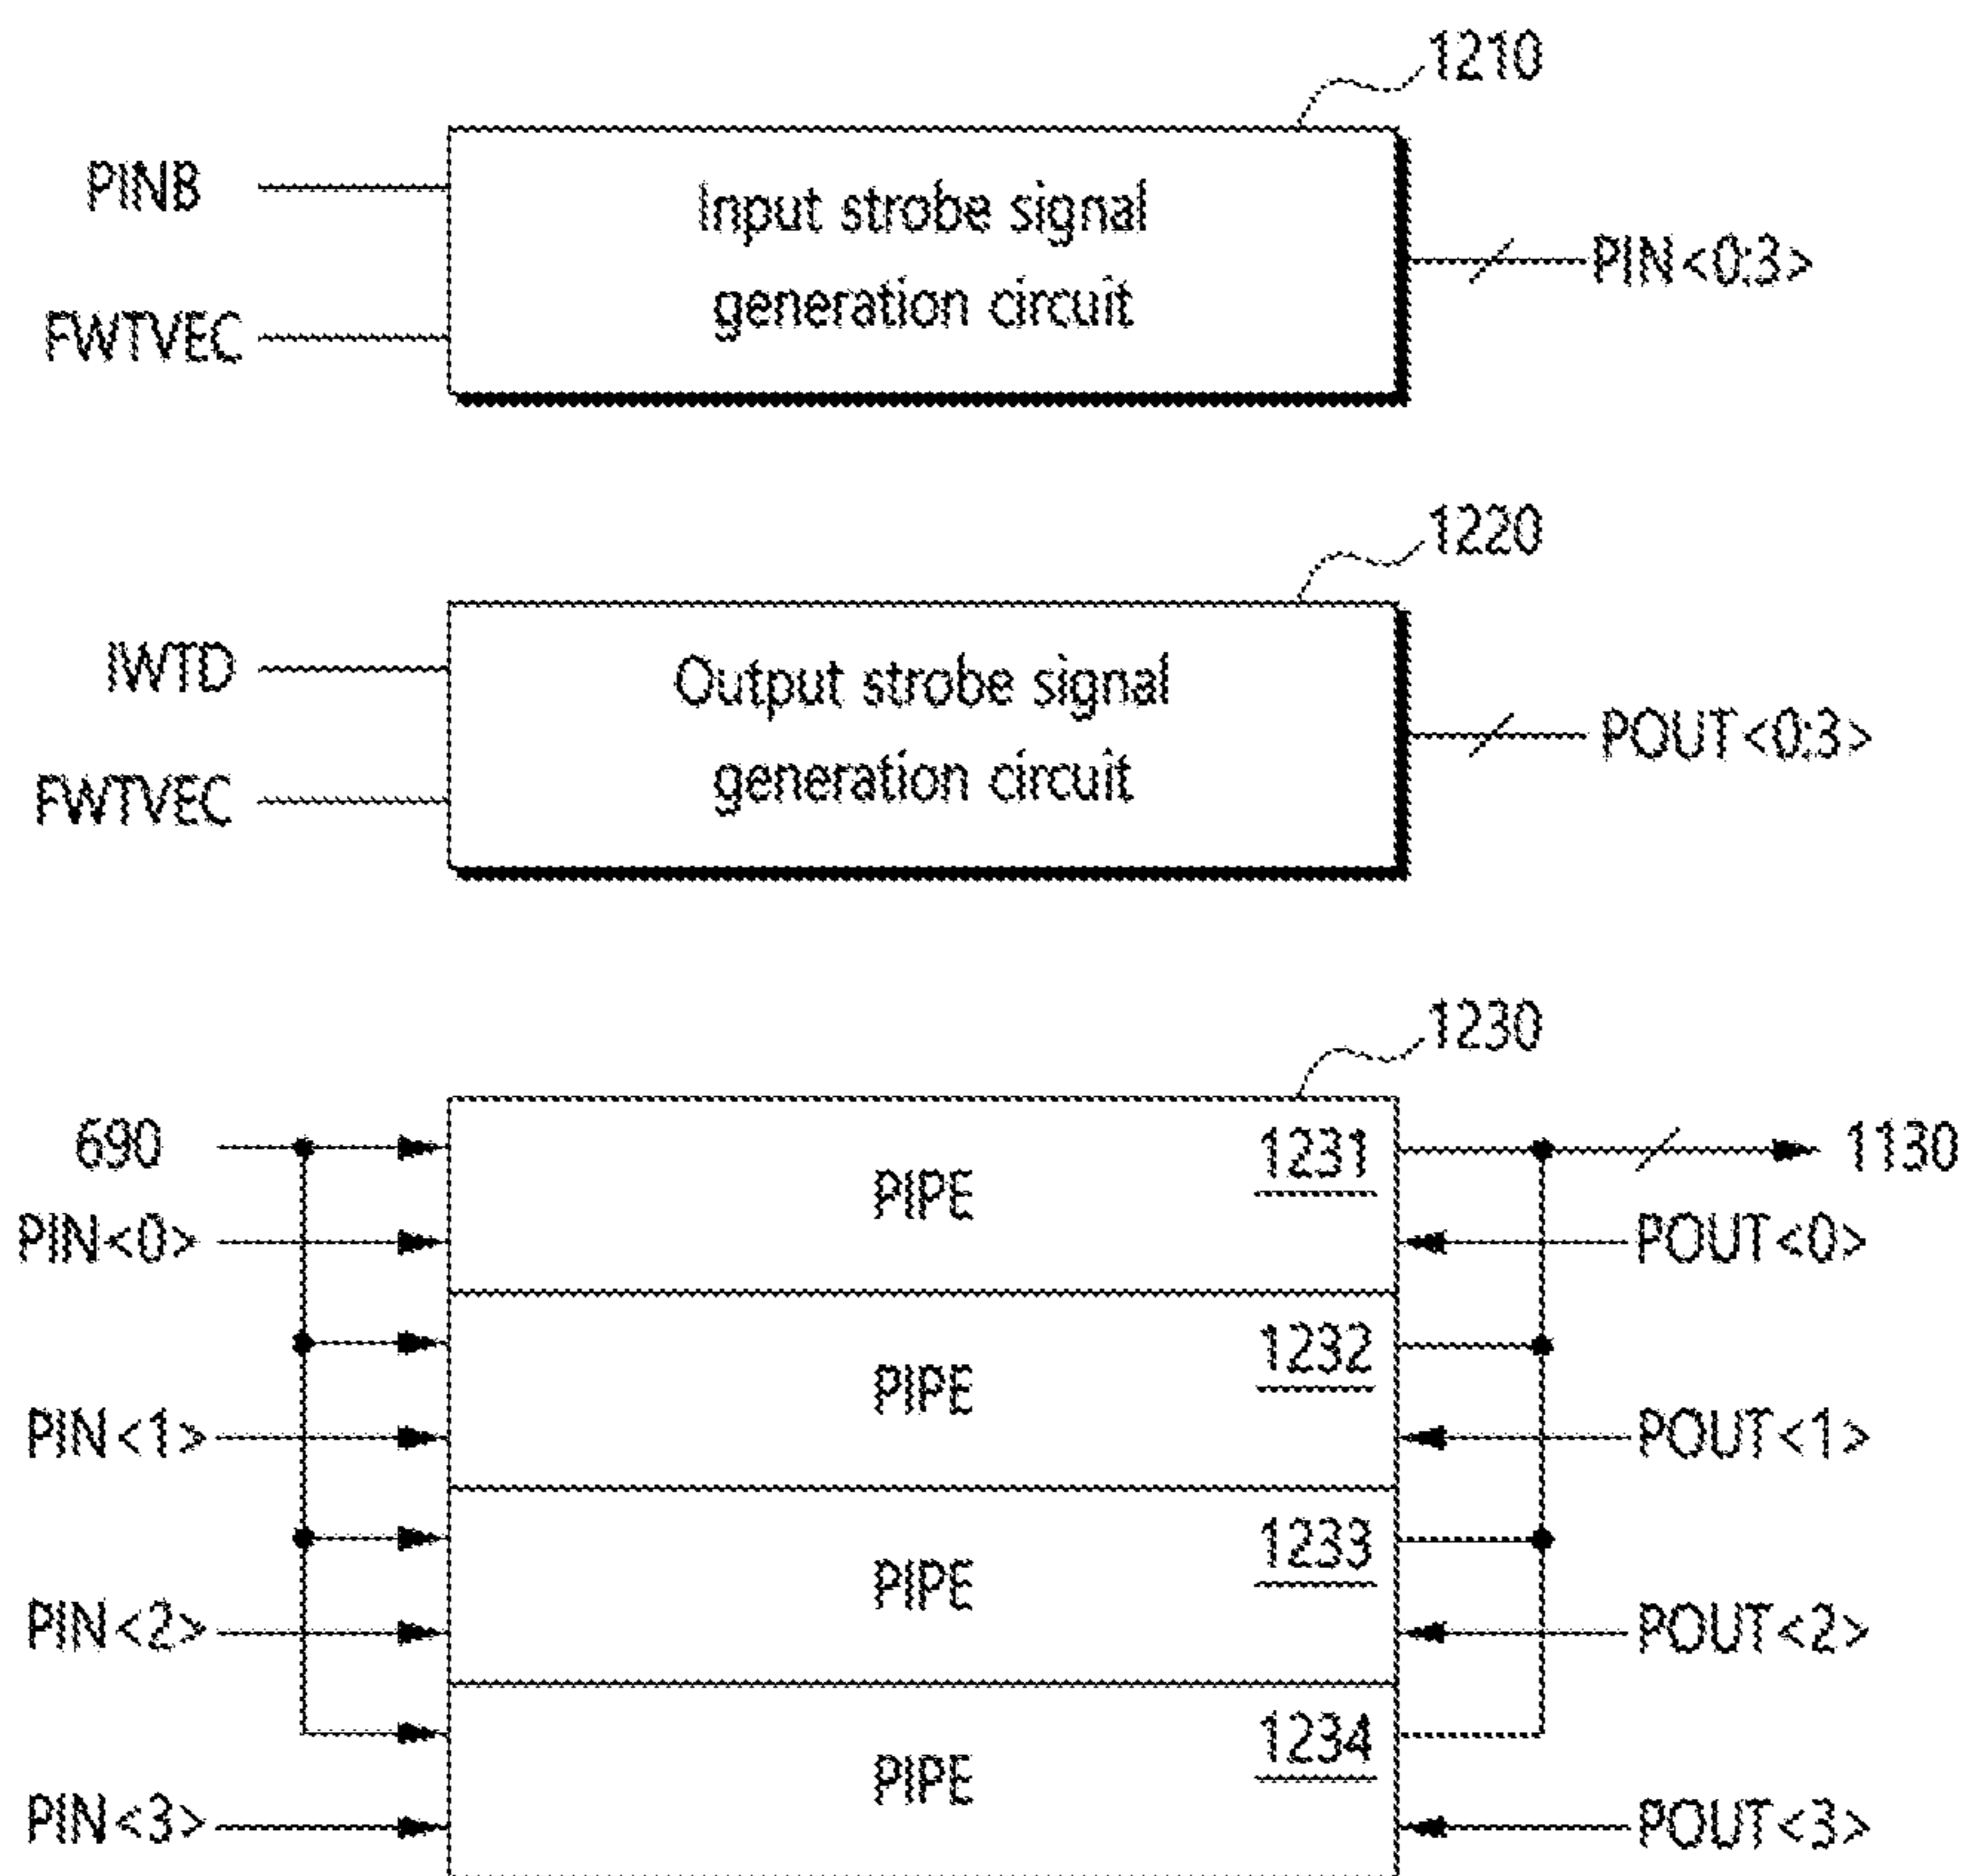 1210
PINB
FWTVEC
Input strobe signal
generation circuit
PIN<0:3>
1220
IWTD
FWTVEC
Output strobe signal
generation circuit
POUT<0:3>
1230
690
PIPE
1231
1130
PIN<0>
POUT<0>
PIPE
1232
PIN<1>
POUT<1>
PIPE
1233
PIN<2>
POUT<2>
PIPE
1234
PIN<3>
POUT<3>